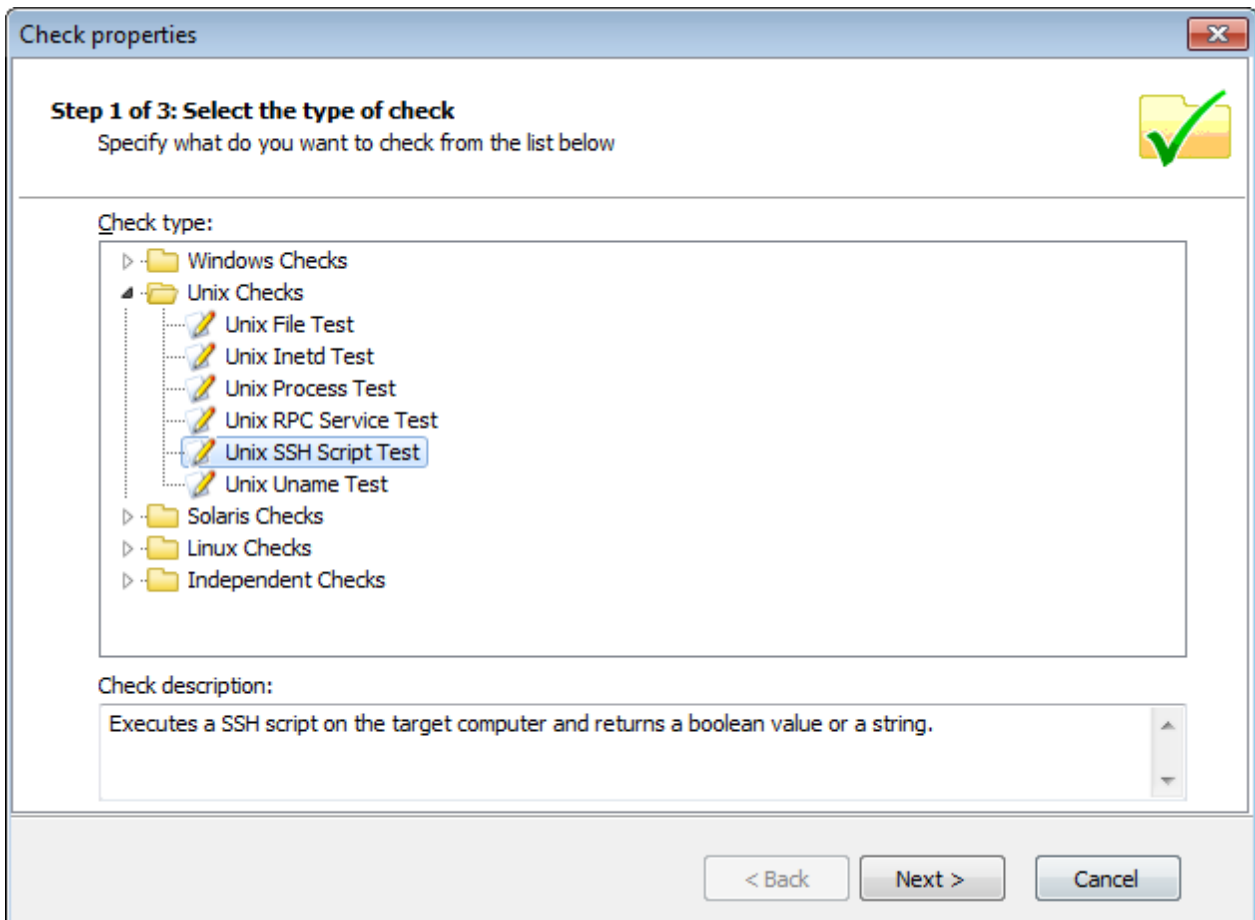 Check properties
Step 1 of 3: Select the type of check
Specify what do you want to check from the list below
Check type:
Windows Checks
Unix Checks
Unix File Test
Unix Inetd Test
Unix Process Test
Unix RPC Service Test
Unix SSH Script Test
Unix Uname Test
Solaris Checks
Linux Checks
Independent Checks
Check description:
Executes a SSH script on the target computer and returns a boolean value or a string.
< Back
Next >
Cancel